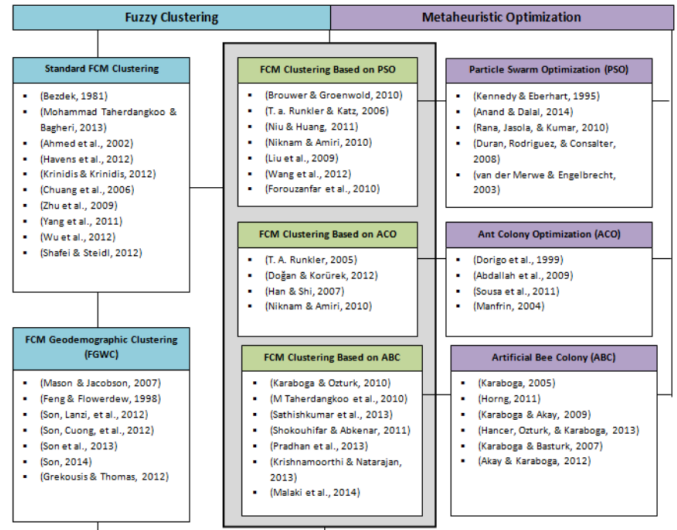 Fuzzy Clustering
Metaheuristic Optimization
Standard FCM Clustering
(Bezdek, 1981)
(Mohammad Taherdangkoo &
Bagheri, 2013)
(Ahmed et al., 2002)
(Havens et al., 2012)
(Krinidis & Krinidis, 2012)
(Chuang et al., 2006)
(Zhu et al., 2009)
(Yang et al., 2011)
(Wu et al., 2012)
(Shafei & Steidl, 2012)
FCM Geodemographic Clustering
(FGWC)
(Mason & Jacobson, 2007)
(Feng & Flowerdew, 1998)
(Son, Lanzi, et al., 2012)
(Son, Cuong, et al., 2012)
(Son et al., 2013)
(Son, 2014)
(Grekousis & Thomas, 2012)
FCM Clustering Based on PSO
(Brouwer & Groenwold, 2010)
(T. a. Runkler & Katz, 2006)
(Niu & Huang, 2011)
(Niknam & Amiri, 2010)
(Liu et al., 2009)
(Wang et al., 2012)
(Forouzanfar et al., 2010)
FCM Clustering Based on ACO
(T. A. Runkler, 2005)
(Doğan & Korürek, 2012)
(Han & Shi, 2007)
(Niknam & Amiri, 2010)
FCM Clustering Based on ABC
(Karaboga & Ozturk, 2010)
(M Taherdangkoo et al., 2010)
(Sathishkumar et al., 2013)
(Shokouhifar & Abkenar, 2011)
(Pradhan et al., 2013)
(Krishnamoorthi & Natarajan,
2013)
(Malaki et al., 2014)
Particle Swarm Optimization (PSO)
(Kennedy & Eberhart, 1995)
(Anand & Dalal, 2014)
(Rana, Jasola, & Kumar, 2010)
(Duran, Rodriguez, & Consalter,
2008)
(van der Merwe & Engelbrecht,
2003)
Ant Colony Optimization (ACO)
(Dorigo et al., 1999)
(Abdallah et al., 2009)
(Sousa et al., 2011)
(Manfrin, 2004)
Artificial Bee Colony (ABC)
(Karaboga, 2005)
(Horng, 2011)
(Karaboga & Akay, 2009)
(Hancer, Ozturk, & Karaboga, 2013)
(Karaboga & Basturk, 2007)
(Akay & Karaboga, 2012)